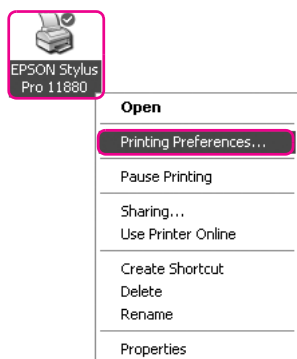 EPSON Stylus
Pro 11880
Open
Printing Preferences...
Pause Printing
Sharing...
Use Printer Online
Create Shortcut
Delete
Rename
Properties